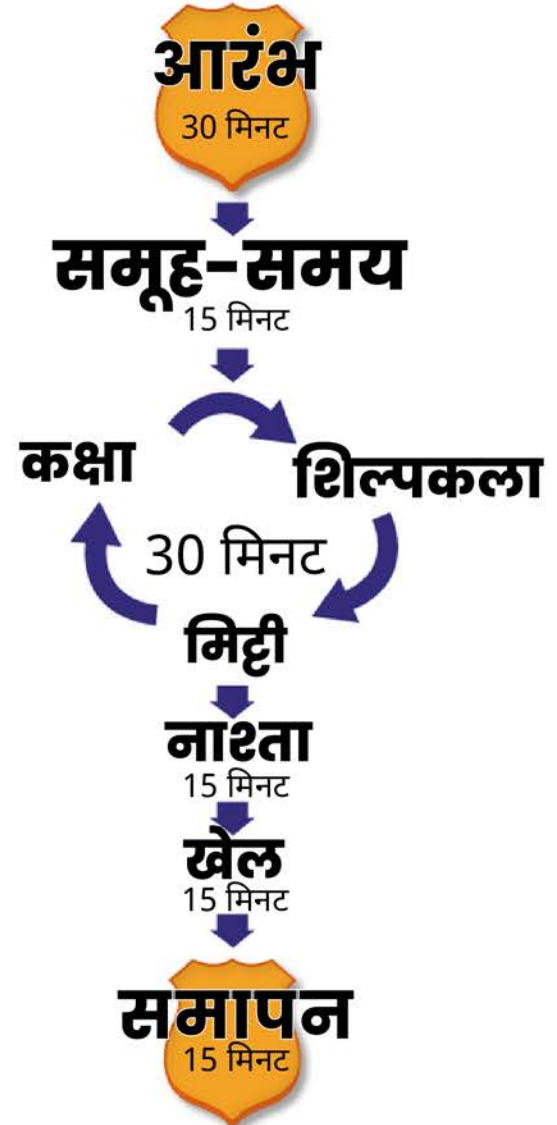 आरंभ
30 मिनट
समूह-समय
15 मिनट
कक्षा
शिल्पकला
30 मिनट
मिट्टी
नाश्ता
15 मिनट
खेल
15 मिनट
समापन
15 मिनट